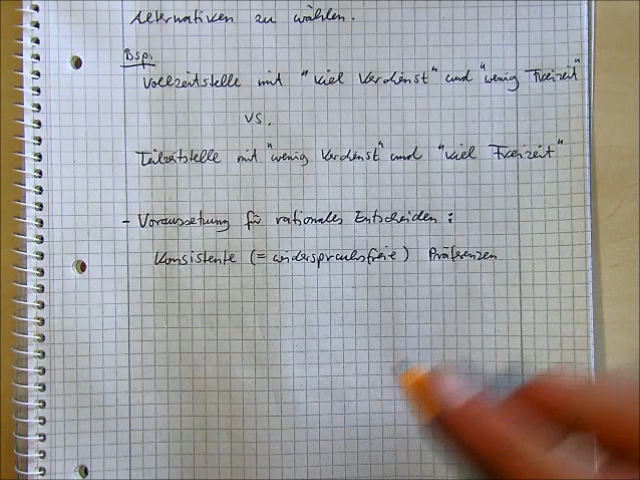 Alternativen zu wählen.
Bsp.
Vollzeitstelle mit "viel Verdienst" und "wenig Freizeit"
vs.
Teilzeitstelle mit "wenig Verdienst" und "viel Freizeit"
- Voraussetzung für rationales Entscheiden:
Konsistente (= widerspruchsfreie) Präferenzen